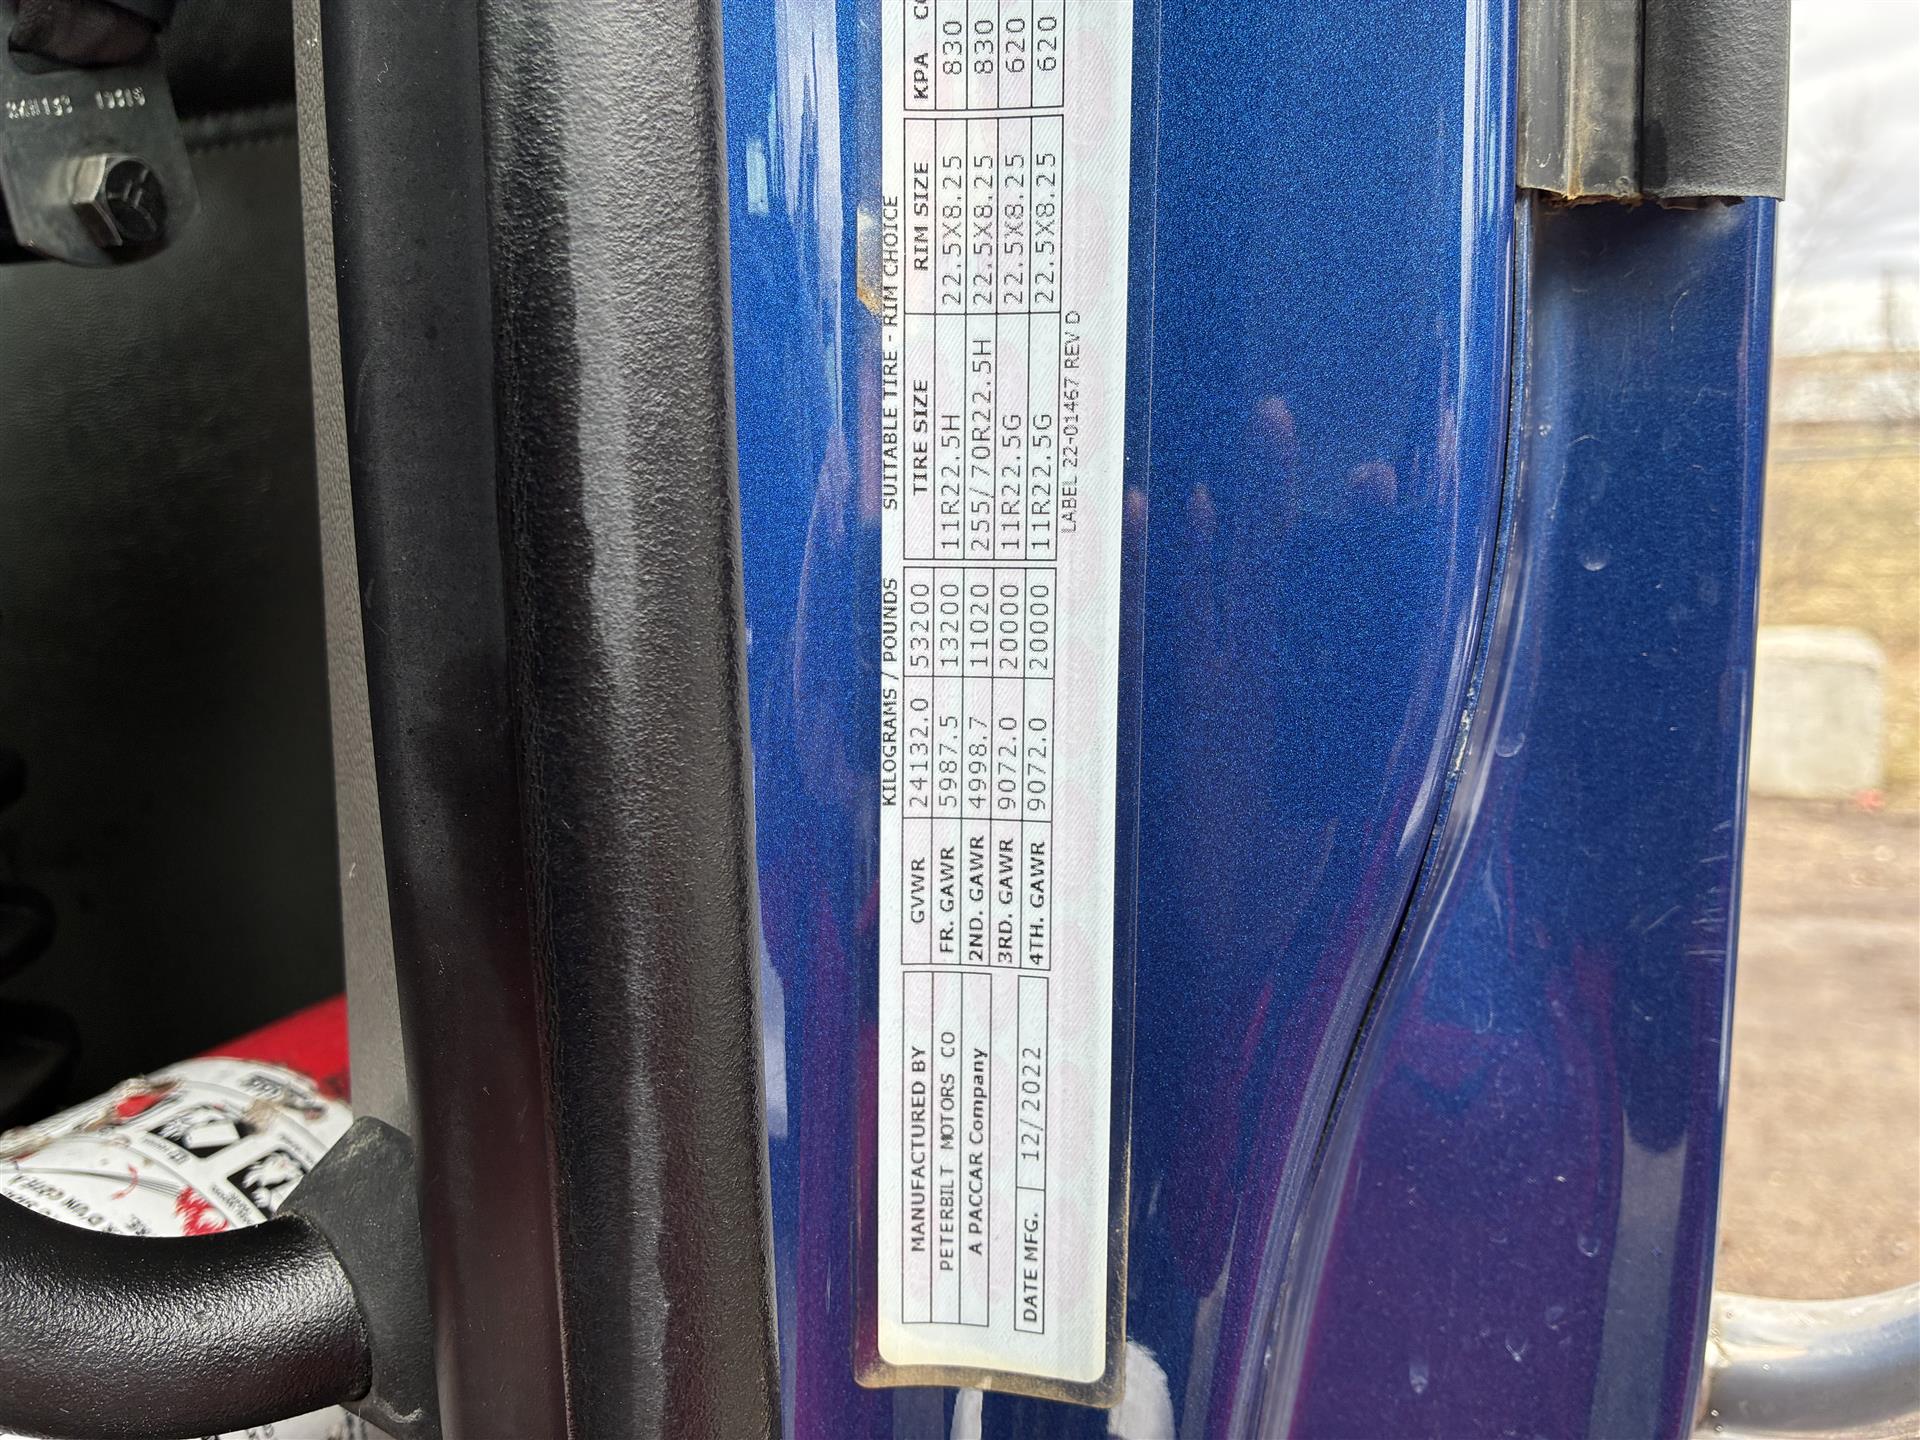 MANUFACTURED BY
PETERBILT MOTORS CO
A PACCAR Company
DATE MFG. 12/2022
KILOGRAMS / POUNDS SUITABLE TIRE - RIM CHOICE
GVWR 24132.0 53200 TIRE SIZE RIM SIZE KPA
FR. GAWR 5987.5 13200 11R22.5H 22.5X8.25 830
2ND. GAWR 4998.7 11020 255/70R22.5H 22.5X8.25 830
3RD. GAWR 9072.0 20000 11R22.5G 22.5X8.25 620
4TH. GAWR 9072.0 20000 11R22.5G 22.5X8.25 620
LABEL 22-01467 REV D